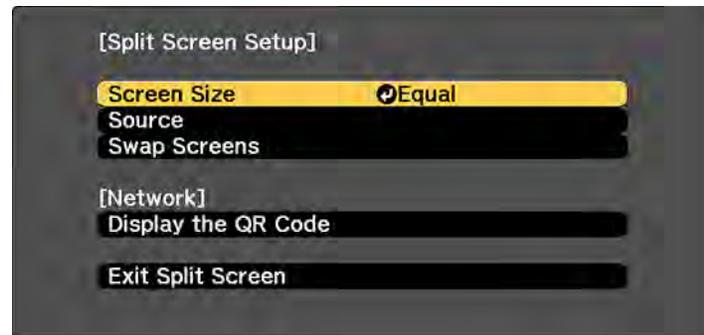 [Split Screen Setup]
Screen Size Equal
Source
Swap Screens
[Network]
Display the QR Code
Exit Split Screen